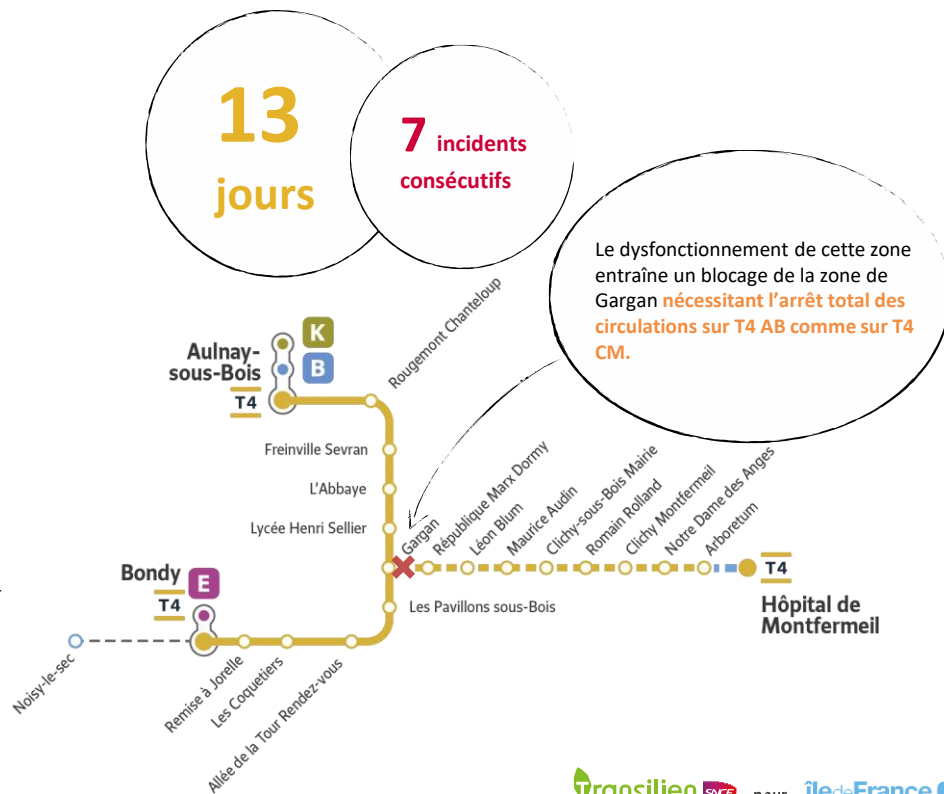 13
jours
7 incidents
consécutifs
Le dysfonctionnement de cette zone
entraîne un blocage de la zone de
Gargan nécessitant l'arrêt total des
circulations sur T4 AB comme sur T4
CM.
Rougemont Chanteloup
K
Aulnay-
sous-Bois
B
T4
Freinville Sevran
L'Abbaye
Lycée Henri Sellier
Gargan
République Marx Dormy
Léon Blum
Maurice Audin
Clichy-sous-Bois Mairie
Romain Rolland
Clichy Montfermeil
Notre Dame des Anges
Arboretum
T4
Hôpital de
Montfermeil
Bondy
E
T4
Les Pavillons sous-Bois
Noisy-le-sec
Remise à Jorelle
Les Coquetiers
Allée de la Tour Rendez-vous
Transilien SNCF pour îledeFrance